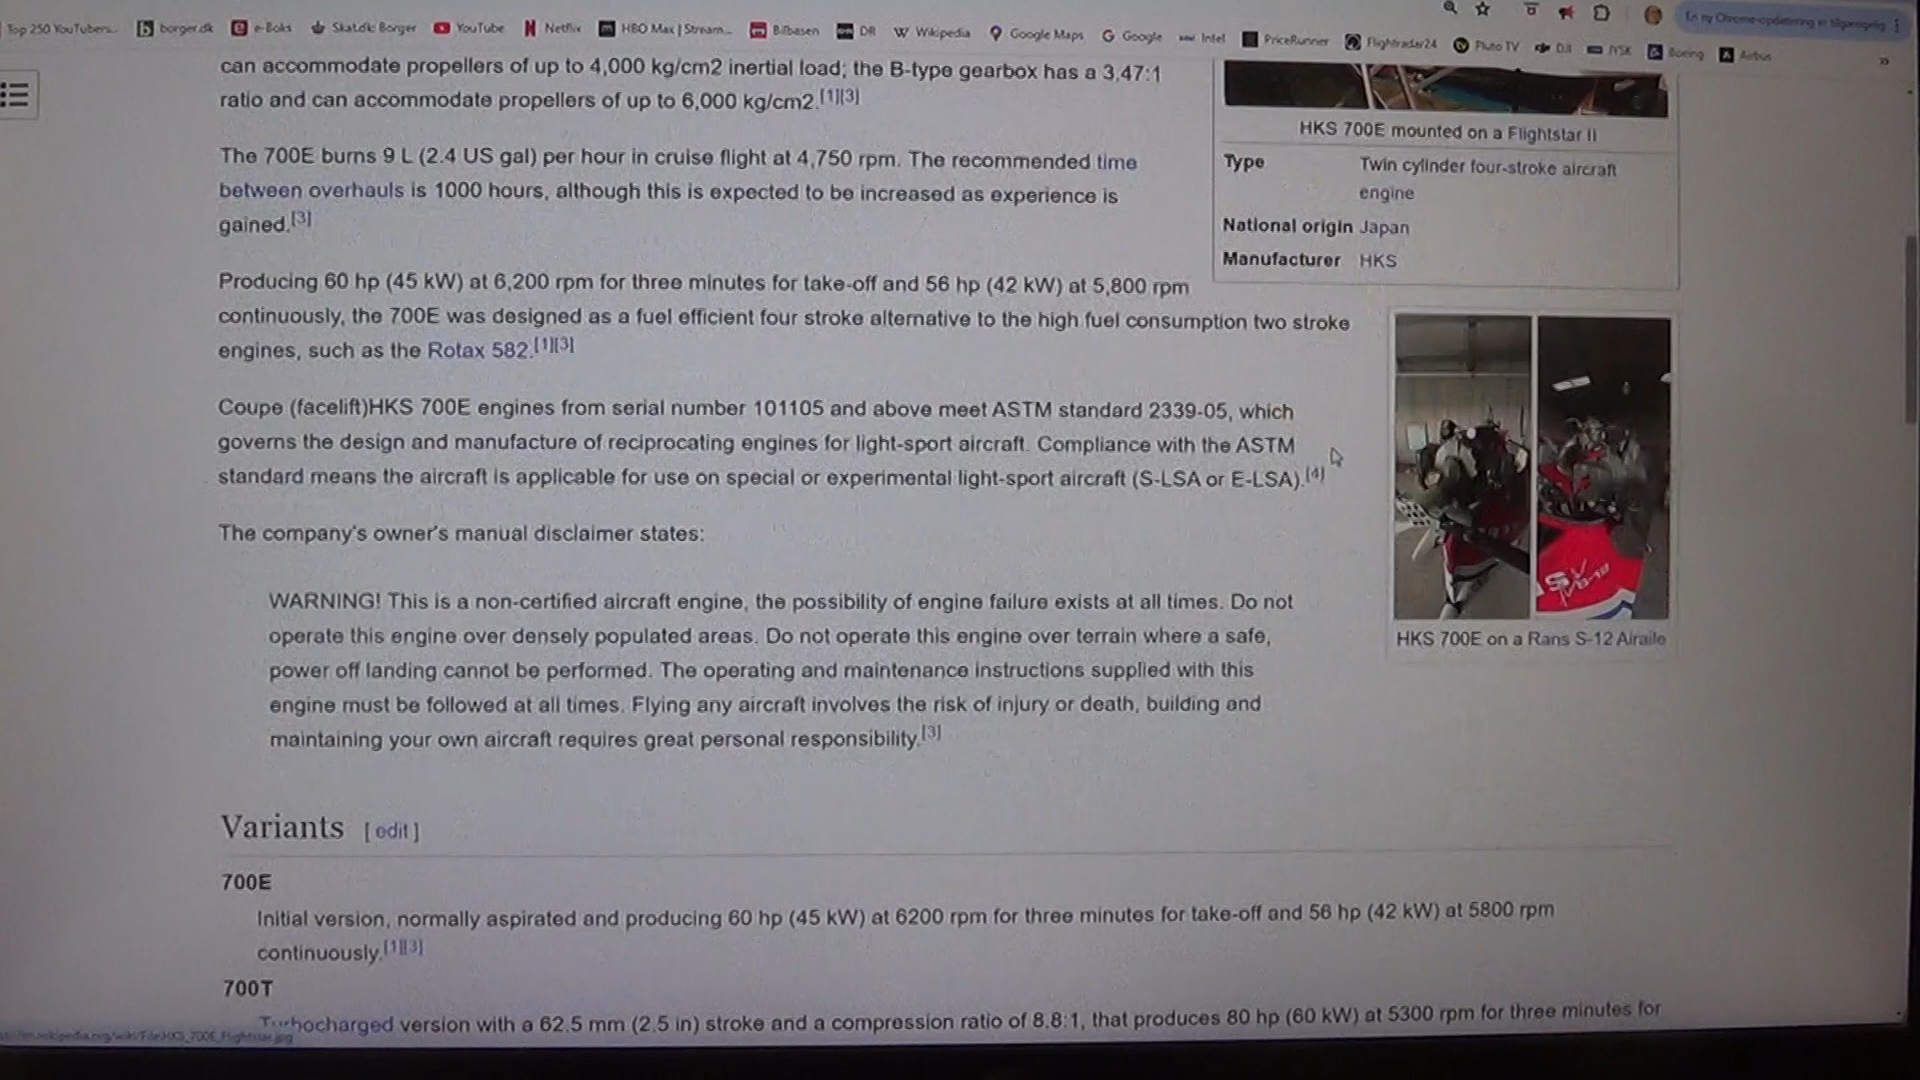 Top 250 YouTubers... borger.dk e-Boks Skat.dk: Borger YouTube Netflix HBO Max | Stream... Bilbasen DR Wikipedia Google Maps Google Intel PriceRunner Flightradar24 Pluto TV DJI JYSK Boeing Airbus »
En ny Chrome-opdatering er tilgængelig
can accommodate propellers of up to 4,000 kg/cm2 inertial load; the B-type gearbox has a 3.47:1
ratio and can accommodate propellers of up to 6,000 kg/cm2.[1][3]
The 700E burns 9 L (2.4 US gal) per hour in cruise flight at 4,750 rpm. The recommended time
between overhauls is 1000 hours, although this is expected to be increased as experience is
gained.[3]
Producing 60 hp (45 kW) at 6,200 rpm for three minutes for take-off and 56 hp (42 kW) at 5,800 rpm
continuously, the 700E was designed as a fuel efficient four stroke alternative to the high fuel consumption two stroke
engines, such as the Rotax 582.[1][3]
Coupe (facelift)HKS 700E engines from serial number 101105 and above meet ASTM standard 2339-05, which
governs the design and manufacture of reciprocating engines for light-sport aircraft. Compliance with the ASTM
standard means the aircraft is applicable for use on special or experimental light-sport aircraft (S-LSA or E-LSA).[4]
The company's owner's manual disclaimer states:
WARNING! This is a non-certified aircraft engine, the possibility of engine failure exists at all times. Do not
operate this engine over densely populated areas. Do not operate this engine over terrain where a safe,
power off landing cannot be performed. The operating and maintenance instructions supplied with this
engine must be followed at all times. Flying any aircraft involves the risk of injury or death, building and
maintaining your own aircraft requires great personal responsibility.[3]
HKS 700E mounted on a Flightstar II
Type Twin cylinder four-stroke aircraft
engine
National origin Japan
Manufacturer HKS
HKS 700E on a Rans S-12 Airaile
Variants [ edit ]
700E
Initial version, normally aspirated and producing 60 hp (45 kW) at 6200 rpm for three minutes for take-off and 56 hp (42 kW) at 5800 rpm
continuously.[1][3]
700T
Turbocharged version with a 62.5 mm (2.5 in) stroke and a compression ratio of 8.8:1, that produces 80 hp (60 kW) at 5300 rpm for three minutes for